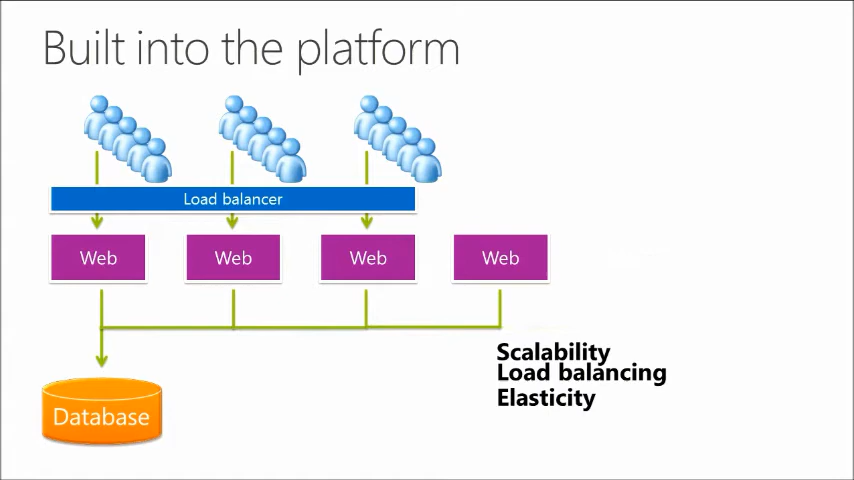 Built into the platform
Load balancer
Web Web Web Web
Scalability
Load balancing
Elasticity
Database